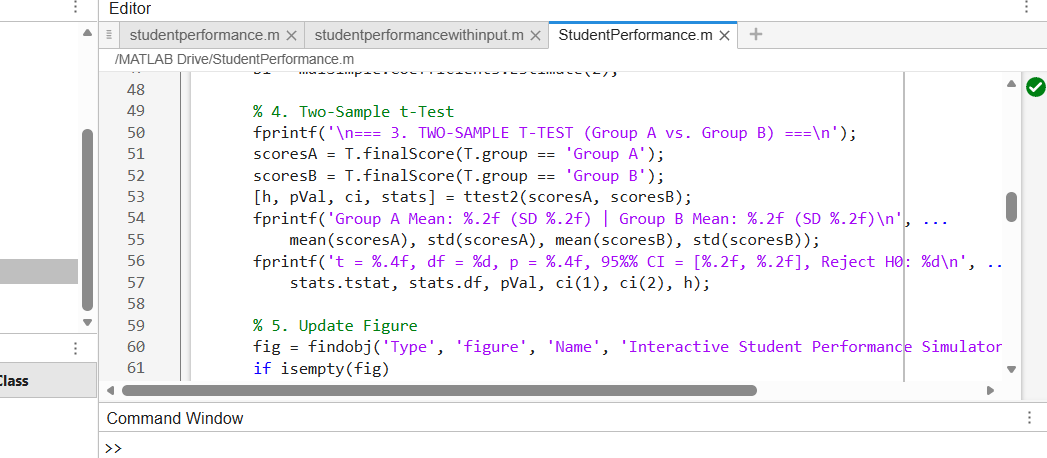 Editor
studentperformance.m
studentperformancewithinput.m
StudentPerformance.m
/MATLAB Drive/StudentPerformance.m
48
49 % 4. Two-Sample t-Test
50 fprintf('\n=== 3. TWO-SAMPLE T-TEST (Group A vs. Group B) ===\n');
51 scoresA = T.finalScore(T.group == 'Group A');
52 scoresB = T.finalScore(T.group == 'Group B');
53 [h, pVal, ci, stats] = ttest2(scoresA, scoresB);
54 fprintf('Group A Mean: %.2f (SD %.2f) | Group B Mean: %.2f (SD %.2f)\n', ...
55 mean(scoresA), std(scoresA), mean(scoresB), std(scoresB));
56 fprintf('t = %.4f, df = %d, p = %.4f, 95%% CI = [%.2f, %.2f], Reject H0: %d\n', ..
57 stats.tstat, stats.df, pVal, ci(1), ci(2), h);
58
59 % 5. Update Figure
60 fig = findobj('Type', 'figure', 'Name', 'Interactive Student Performance Simulator
61 if isempty(fig)
Class
Command Window
>>